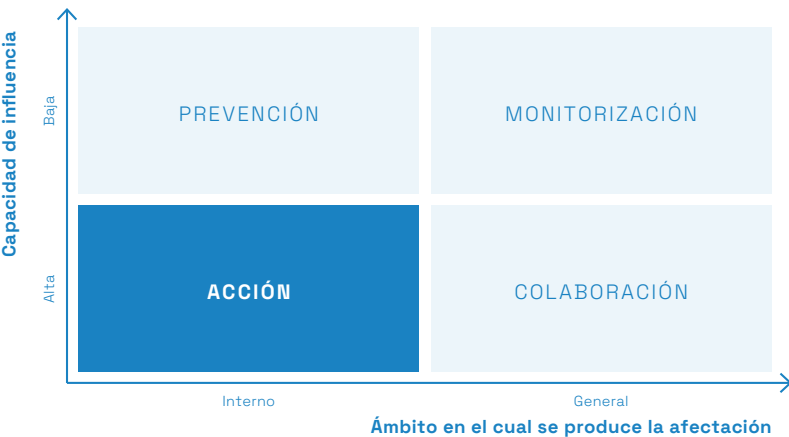 Capacidad de influencia
Baja
PREVENCIÓN
MONITORIZACIÓN
Alta
ACCIÓN
COLABORACIÓN
Interno
General
Ámbito en el cual se produce la afectación